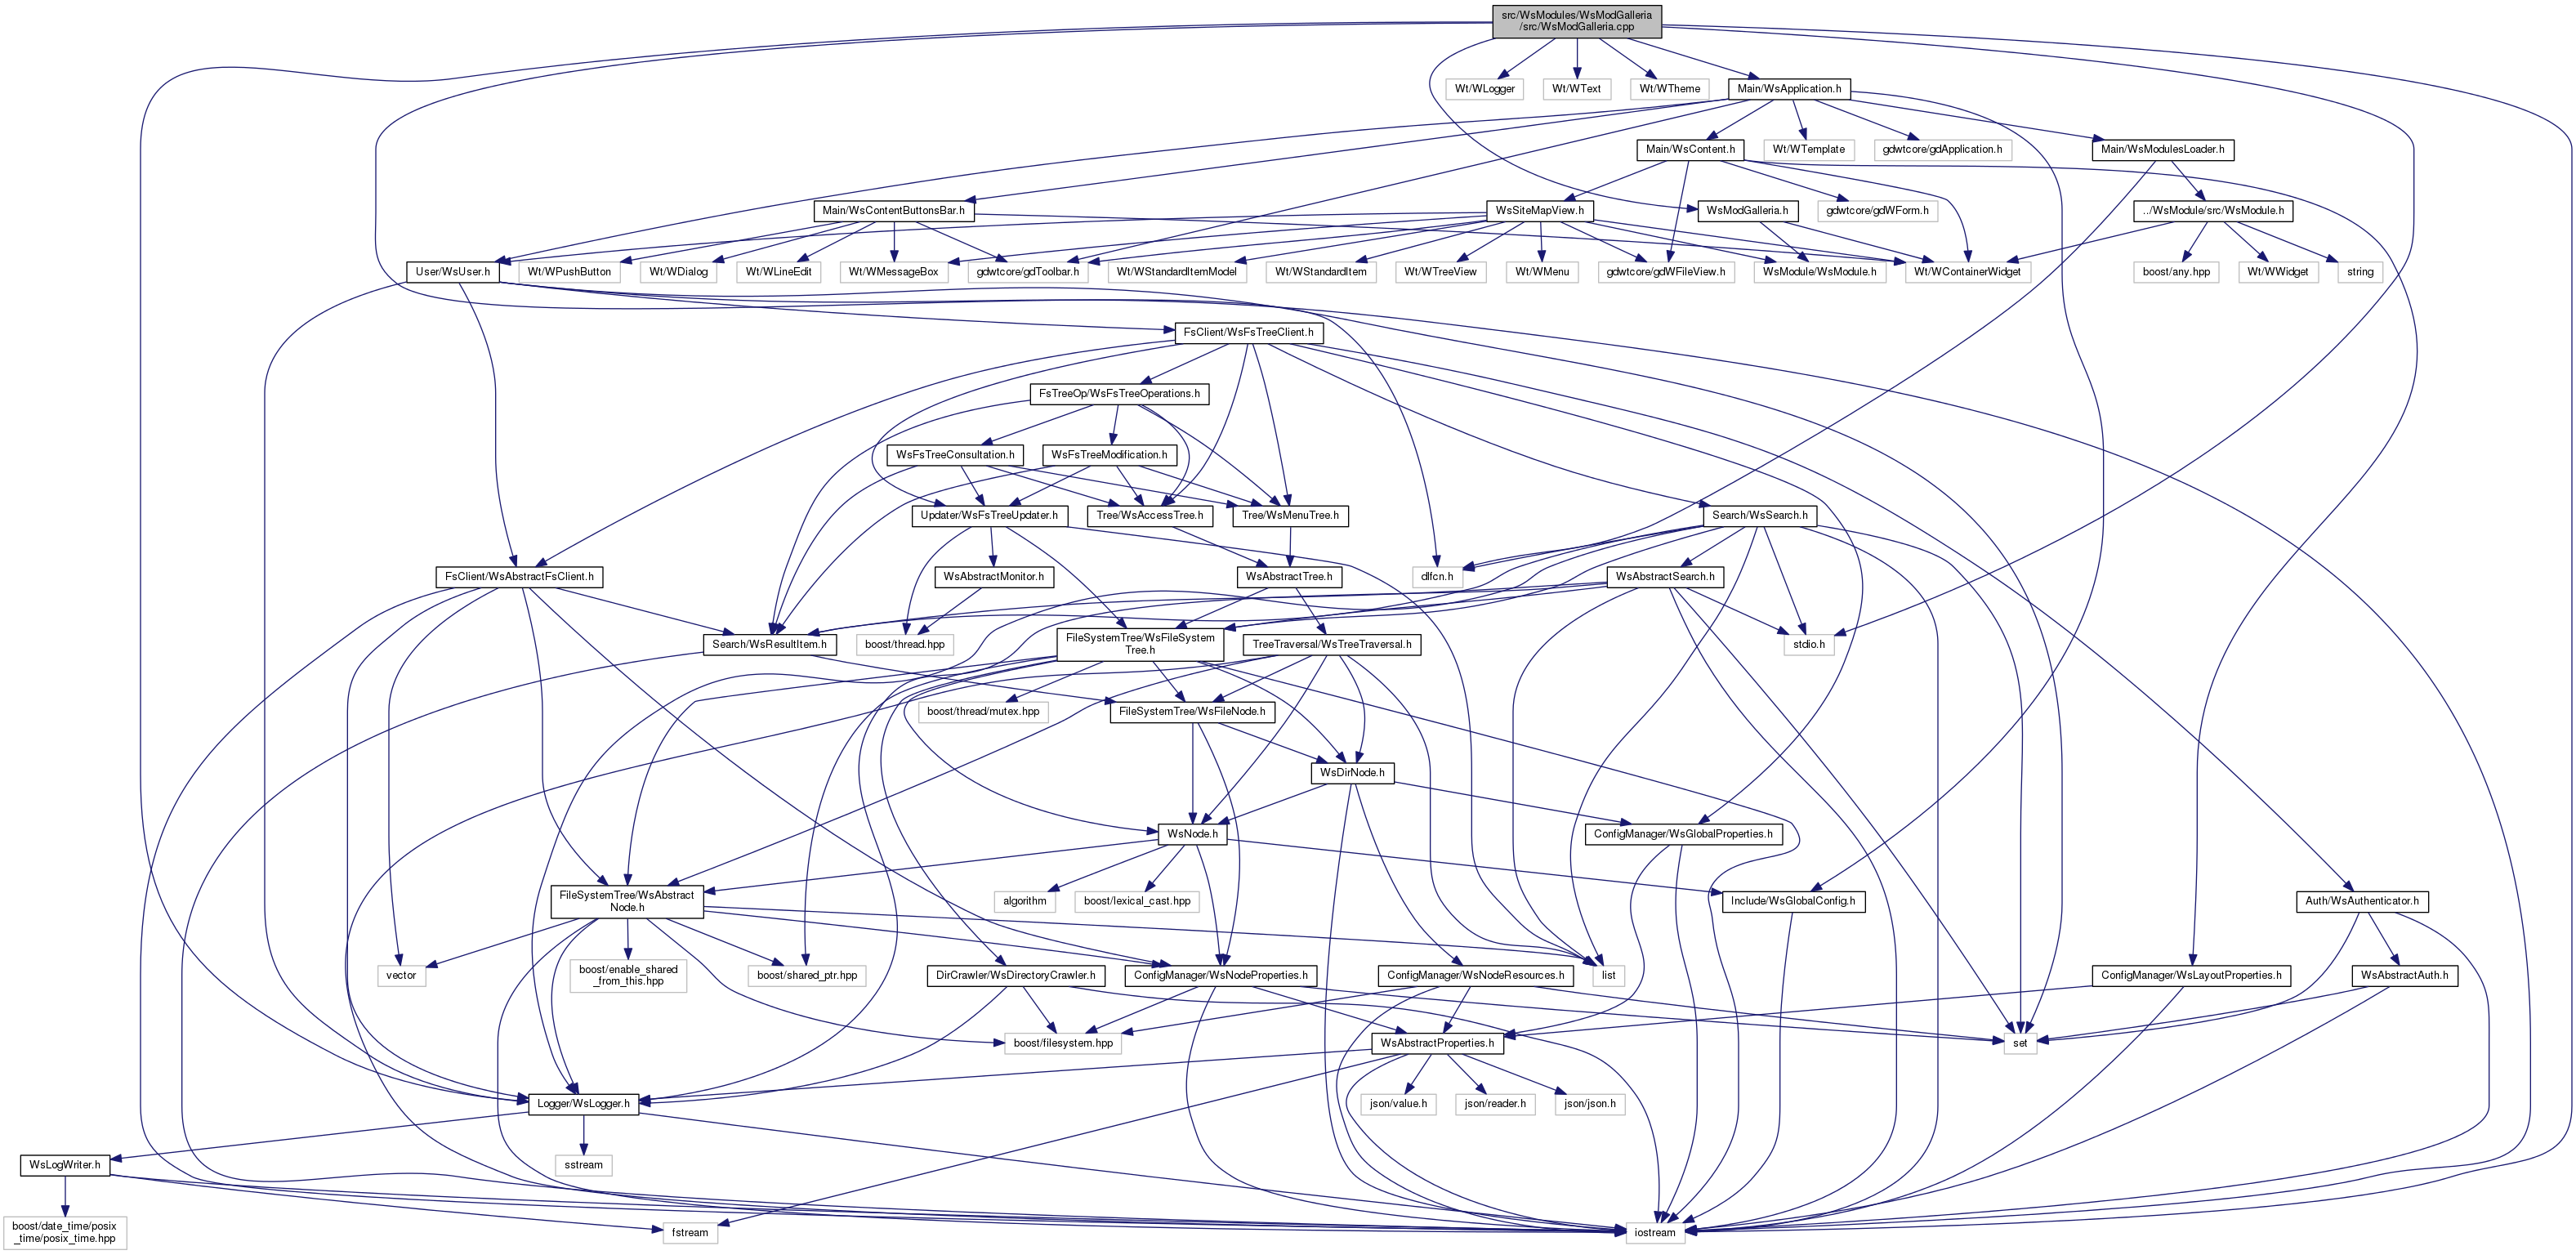 src/WsModules/WsModGalleria
/src/WsModGalleria.cpp
Wt/WLogger
Wt/WText
Wt/WTheme
Main/WsApplication.h
Main/WsContent.h
Wt/WTemplate
gdwtcore/gdApplication.h
Main/WsModulesLoader.h
Main/WsContentButtonsBar.h
WsSiteMapView.h
WsModGalleria.h
gdwtcore/gdWForm.h
../WsModule/src/WsModule.h
User/WsUser.h
Wt/WPushButton
Wt/WDialog
Wt/WLineEdit
Wt/WMessageBox
gdwtcore/gdToolbar.h
Wt/WStandardItemModel
Wt/WStandardItem
Wt/WTreeView
Wt/WMenu
gdwtcore/gdWFileView.h
WsModule/WsModule.h
Wt/WContainerWidget
boost/any.hpp
Wt/WWidget
string
FsClient/WsFsTreeClient.h
FsTreeOp/WsFsTreeOperations.h
WsFsTreeConsultation.h
WsFsTreeModification.h
Updater/WsFsTreeUpdater.h
Tree/WsAccessTree.h
Tree/WsMenuTree.h
Search/WsSearch.h
FsClient/WsAbstractFsClient.h
WsAbstractMonitor.h
WsAbstractTree.h
dlfcn.h
WsAbstractSearch.h
Search/WsResultItem.h
boost/thread.hpp
FileSystemTree/WsFileSystem
Tree.h
TreeTraversal/WsTreeTraversal.h
stdio.h
boost/thread/mutex.hpp
FileSystemTree/WsFileNode.h
WsDirNode.h
WsNode.h
ConfigManager/WsGlobalProperties.h
FileSystemTree/WsAbstract
Node.h
algorithm
boost/lexical_cast.hpp
Include/WsGlobalConfig.h
Auth/WsAuthenticator.h
vector
boost/enable_shared
_from_this.hpp
boost/shared_ptr.hpp
DirCrawler/WsDirectoryCrawler.h
ConfigManager/WsNodeProperties.h
ConfigManager/WsNodeResources.h
list
ConfigManager/WsLayoutProperties.h
WsAbstractAuth.h
boost/filesystem.hpp
WsAbstractProperties.h
set
Logger/WsLogger.h
json/value.h
json/reader.h
json/json.h
WsLogWriter.h
sstream
boost/date_time/posix
_time/posix_time.hpp
fstream
iostream